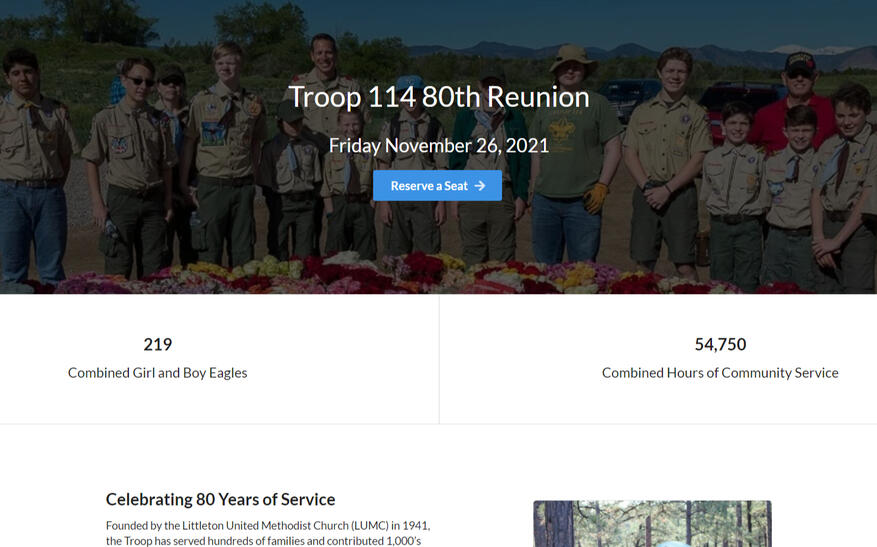 Troop 114 80th Reunion
Friday November 26, 2021
Reserve a Seat
219
Combined Girl and Boy Eagles
54,750
Combined Hours of Community Service
Celebrating 80 Years of Service
Founded by the Littleton United Methodist Church (LUMC) in 1941,
the Troop has served hundreds of families and contributed 1,000's